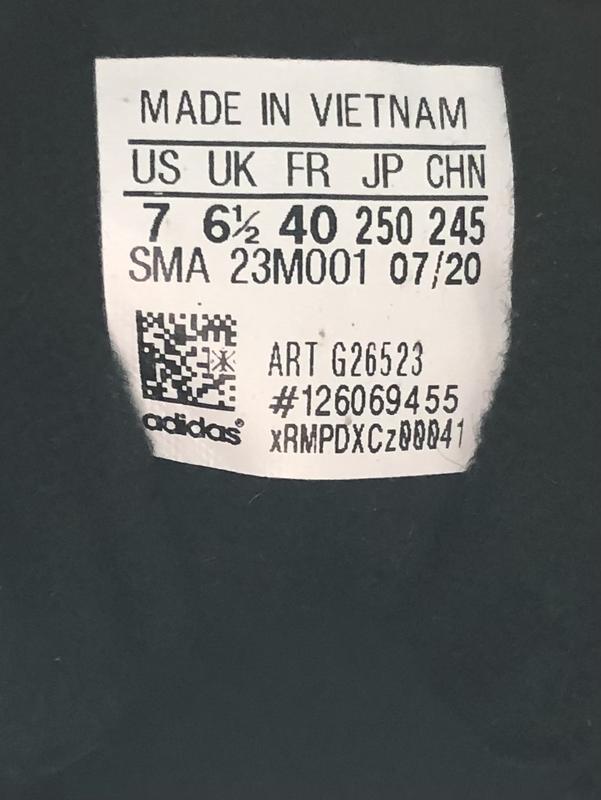 MADE IN VIETNAM
US UK FR JP CHN
7 6½ 40 250 245
SMA 23M001 07/20
ART G26523
#126069455
adidas®
xRMPDXCz00041